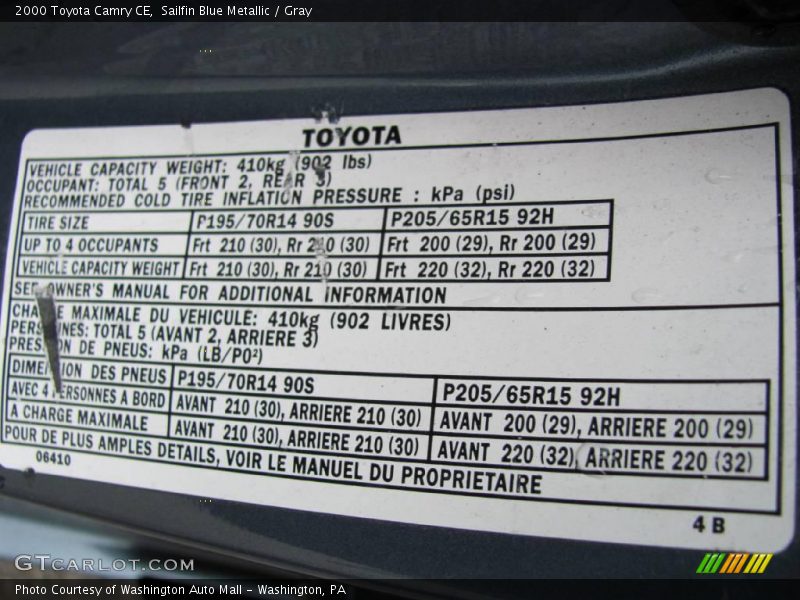 2000 Toyota Camry CE, Sailfin Blue Metallic / Gray
TOYOTA
VEHICLE CAPACITY WEIGHT: 410kg (902 lbs)
OCCUPANT: TOTAL 5 (FRONT 2, REAR 3)
RECOMMENDED COLD TIRE INFLATION PRESSURE : kPa (psi)
TIRE SIZE P195/70R14 90S P205/65R15 92H
UP TO 4 OCCUPANTS Frt 210 (30), Rr 210 (30) Frt 200 (29), Rr 200 (29)
VEHICLE CAPACITY WEIGHT Frt 210 (30), Rr 210 (30) Frt 220 (32), Rr 220 (32)
SEE OWNER'S MANUAL FOR ADDITIONAL INFORMATION
MAXIMALE DU VEHICULE: 410kg (902 LIVRES)
TOTAL 5 (AVANT 2, ARRIERE 3)
DE PNEUS: kPa (LB/PO²)
DES PNEUS P195/70R14 90S P205/65R15 92H
AVEC 4 A BORD AVANT 210 (30), ARRIERE 210 (30) AVANT 200 (29), ARRIERE 200 (29)
A CHARGE MAXIMALE AVANT 210 (30), ARRIERE 210 (30) AVANT 220 (32), ARRIERE 220 (32)
POUR DE PLUS AMPLES DETAILS, VOIR LE MANUEL DU PROPRIETAIRE
06410
4 B
GTCARLOT.COM
Photo Courtesy of Washington Auto Mall - Washington, PA